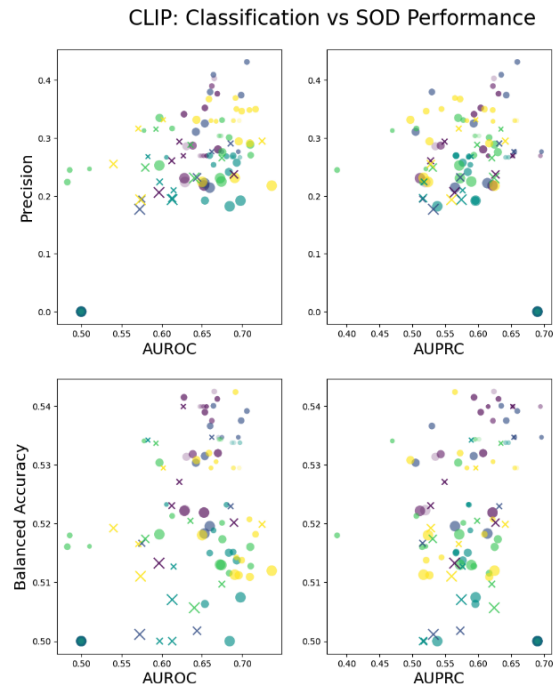 CLIP: Classification vs SOD Performance
Precision
0.4
0.3
0.2
0.1
0.0
0.50 0.55 0.60 0.65 0.70
AUROC
0.40 0.45 0.50 0.55 0.60 0.65 0.70
AUPRC
Balanced Accuracy
0.54
0.53
0.52
0.51
0.50
0.50 0.55 0.60 0.65 0.70
AUROC
0.40 0.45 0.50 0.55 0.60 0.65 0.70
AUPRC